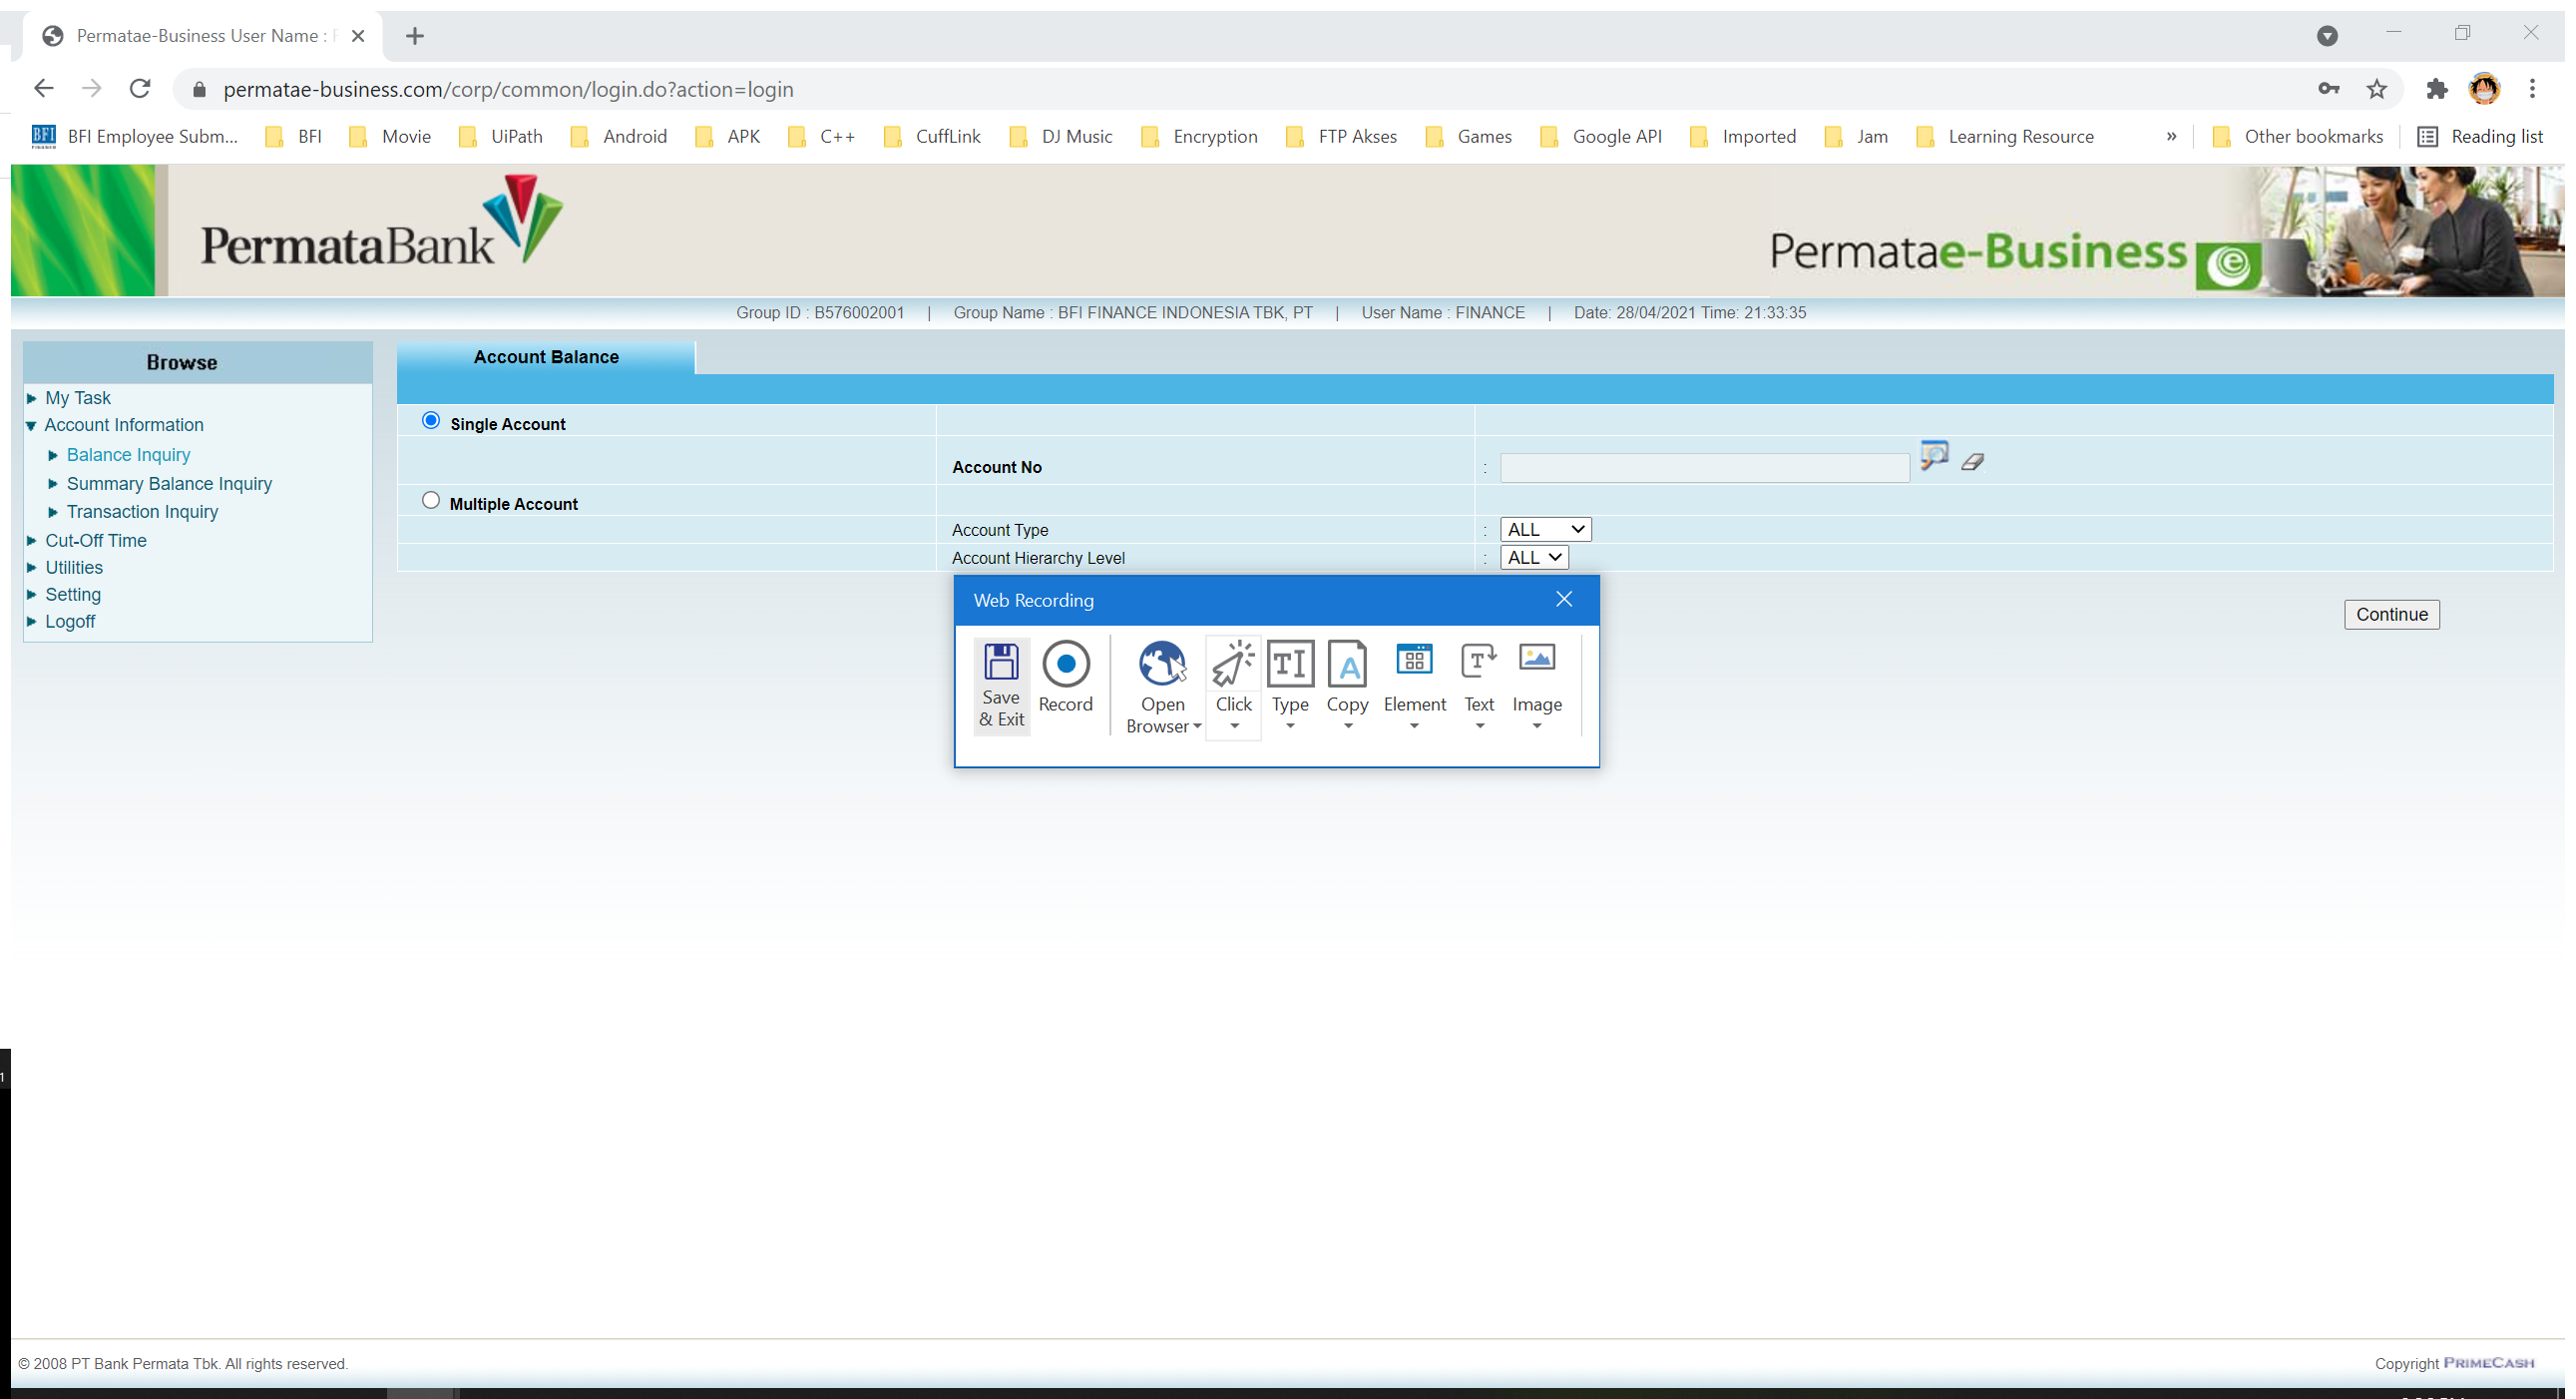 Permatae-Business User Name :
permatae-business.com/corp/common/login.do?action=login
BFI BFI Employee Subm... BFI Movie UiPath Android APK C++ CuffLink DJ Music Encryption FTP Akses Games Google API Imported Jam Learning Resource » Other bookmarks Reading list
PermataBank
Permatae-Business e
Group ID : B576002001 | Group Name : BFI FINANCE INDONESIA TBK, PT | User Name : FINANCE | Date: 28/04/2021 Time: 21:33:35
Browse
My Task
Account Information
Balance Inquiry
Summary Balance Inquiry
Transaction Inquiry
Cut-Off Time
Utilities
Setting
Logoff
Account Balance
Single Account
Account No :
Multiple Account
Account Type : ALL
Account Hierarchy Level : ALL
Continue
Web Recording
Save & Exit
Record
Open Browser
Click
Type
Copy
Element
Text
Image
1
© 2008 PT Bank Permata Tbk. All rights reserved.
Copyright PRIMECASH